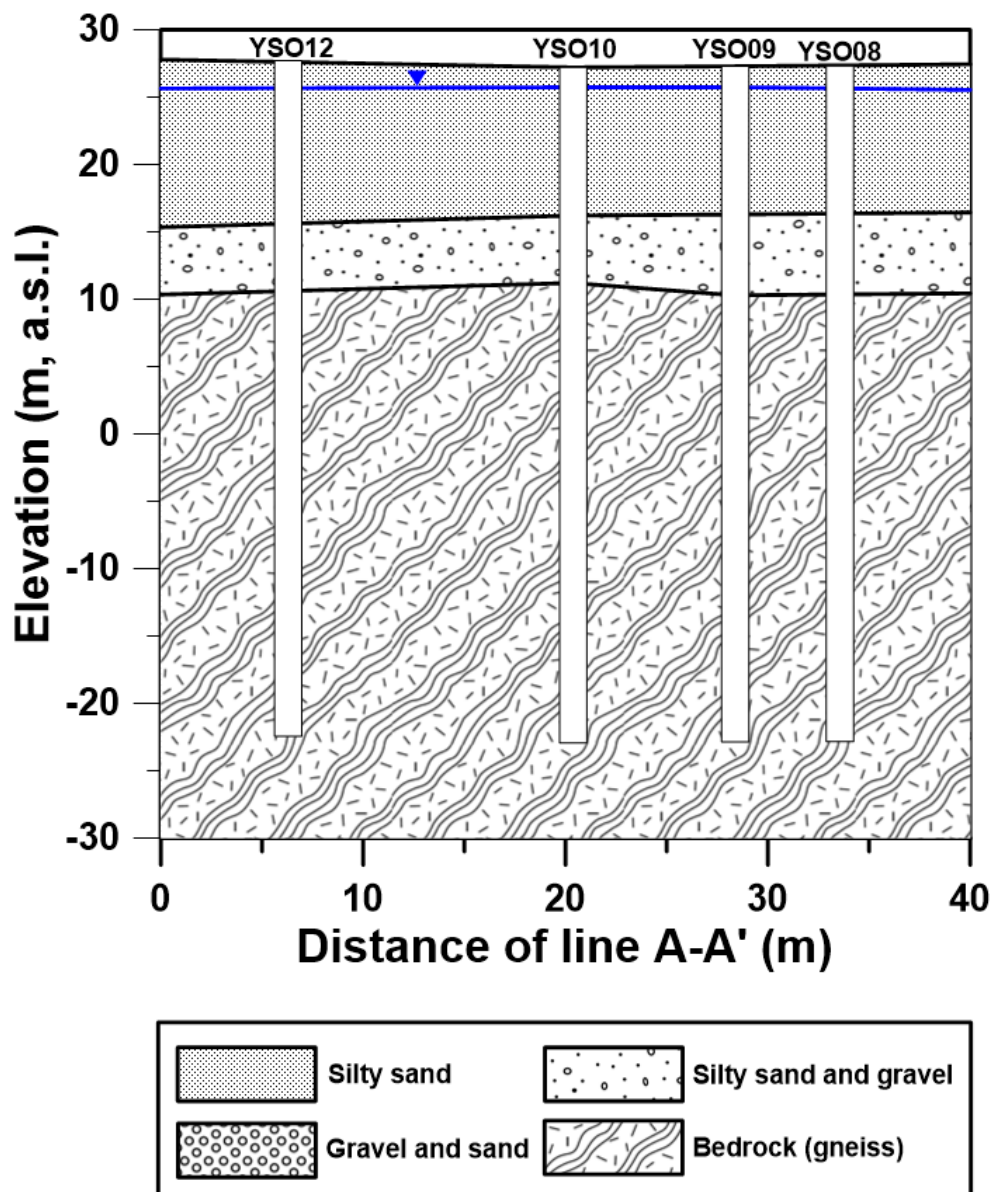 30
YSO12 YSO10 YSO09 YSO08
20
10
0
-10
-20
-30
Elevation (m, a.s.l.)
0 10 20 30 40
Distance of line A-A' (m)
Silty sand
Silty sand and gravel
Gravel and sand
Bedrock (gneiss)